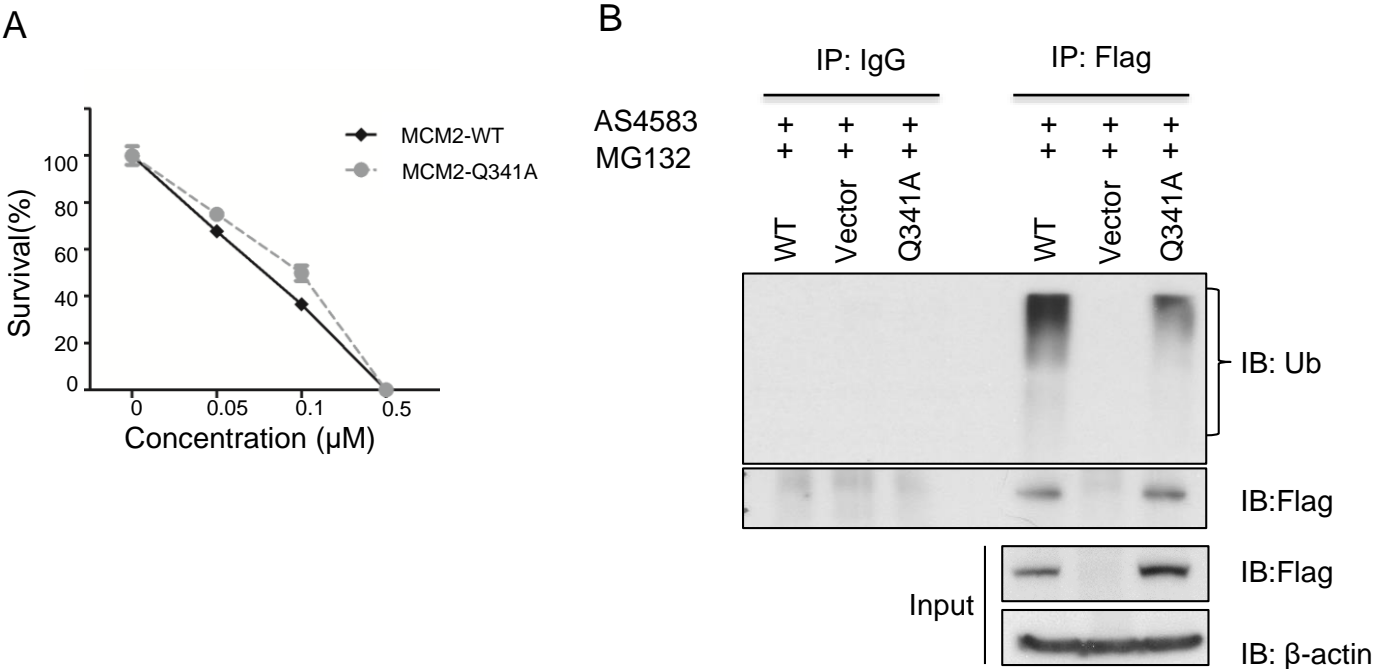 A
MCM2-WT
MCM2-Q341A
100
80
60
40
20
0
Survival(%)
0 0.05 0.1 0.5
Concentration (μM)
B
IP: IgG IP: Flag
AS4583 + + + + + +
MG132 + + + + + +
WT Vector Q341A WT Vector Q341A
IB: Ub
IB:Flag
IB:Flag
Input
IB: β-actin